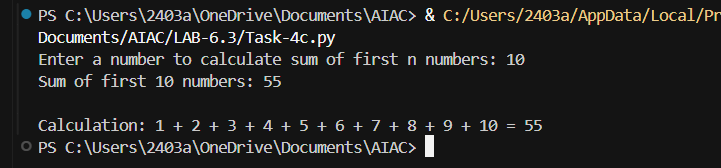 PS C:\Users\2403a\OneDrive\Documents\AIAC> & C:/Users/2403a/AppData/Local/Pr
Documents/AIAC/LAB-6.3/Task-4c.py
Enter a number to calculate sum of first n numbers: 10
Sum of first 10 numbers: 55
Calculation: 1 + 2 + 3 + 4 + 5 + 6 + 7 + 8 + 9 + 10 = 55
PS C:\Users\2403a\OneDrive\Documents\AIAC>